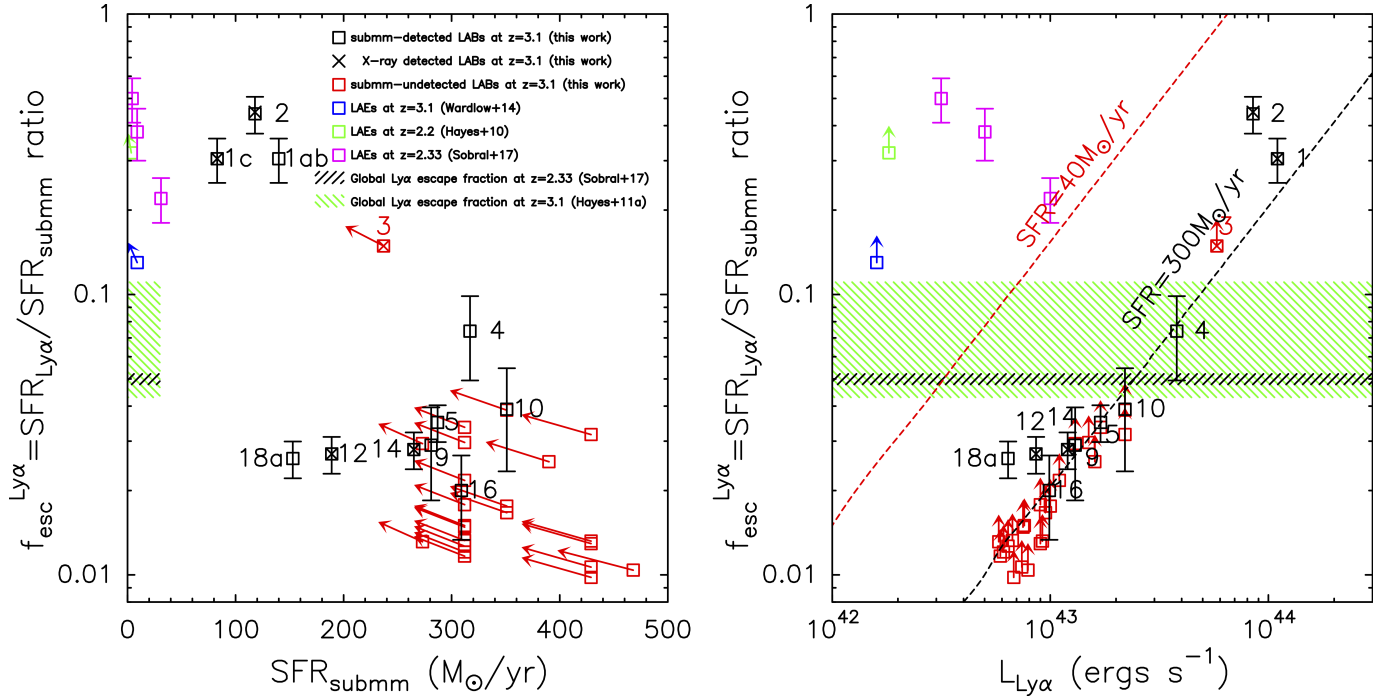 1
0.1
0.01
f_esc^Lyα=SFR_Lyα/SFR_submm ratio
0 100 200 300 400 500
SFR_submm (M⊙/yr)
submm-detected LABs at z=3.1 (this work)
X-ray detected LABs at z=3.1 (this work)
submm-undetected LABs at z=3.1 (this work)
LAEs at z=3.1 (Wardlow+14)
LAEs at z=2.2 (Hayes+10)
LAEs at z=2.33 (Sobral+17)
Global Lyα escape fraction at z=2.33 (Sobral+17)
Global Lyα escape fraction at z=3.1 (Hayes+11a)
2
1c
1ab
3
4
10
5
14
12
18a
9
16
1
0.1
0.01
f_esc^Lyα=SFR_Lyα/SFR_submm ratio
10^42 10^43 10^44
L_Lyα (ergs s^−1)
SFR=40M⊙/yr
SFR=300M⊙/yr
2
1
3
4
10
12
14
5
18a
9
16